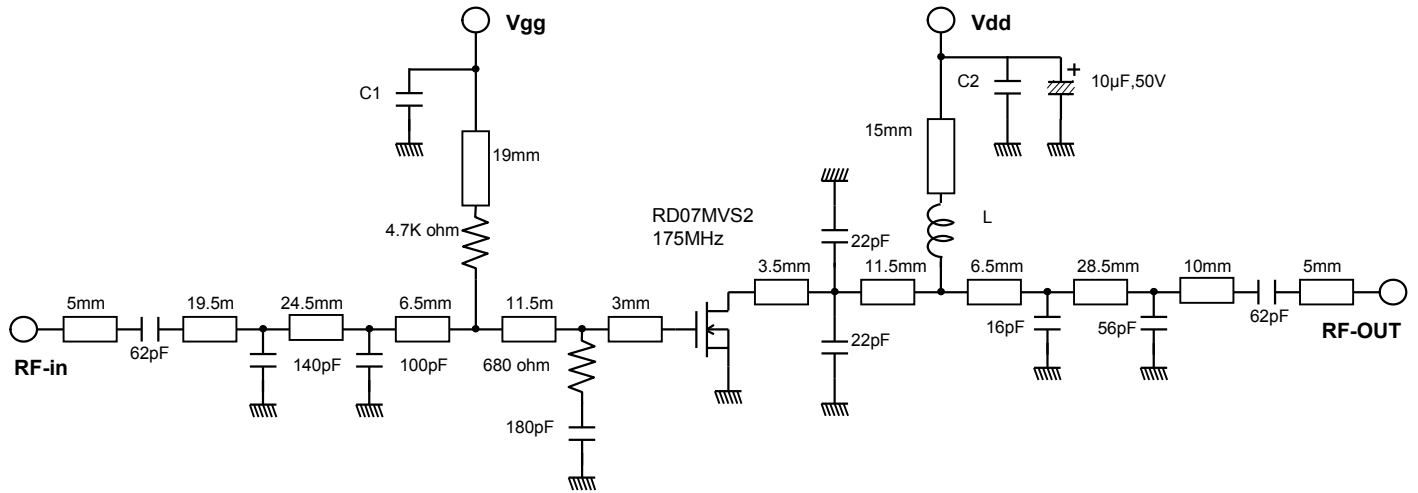 Vgg
Vdd
C1
C2
+
10µF,50V
15mm
19mm
RD07MVS2
175MHz
4.7K ohm
22pF
L
3.5mm
11.5mm
6.5mm
28.5mm
10mm
5mm
5mm
19.5m
24.5mm
6.5mm
11.5m
3mm
62pF
140pF
100pF
680 ohm
22pF
16pF
56pF
62pF
RF-in
RF-OUT
180pF